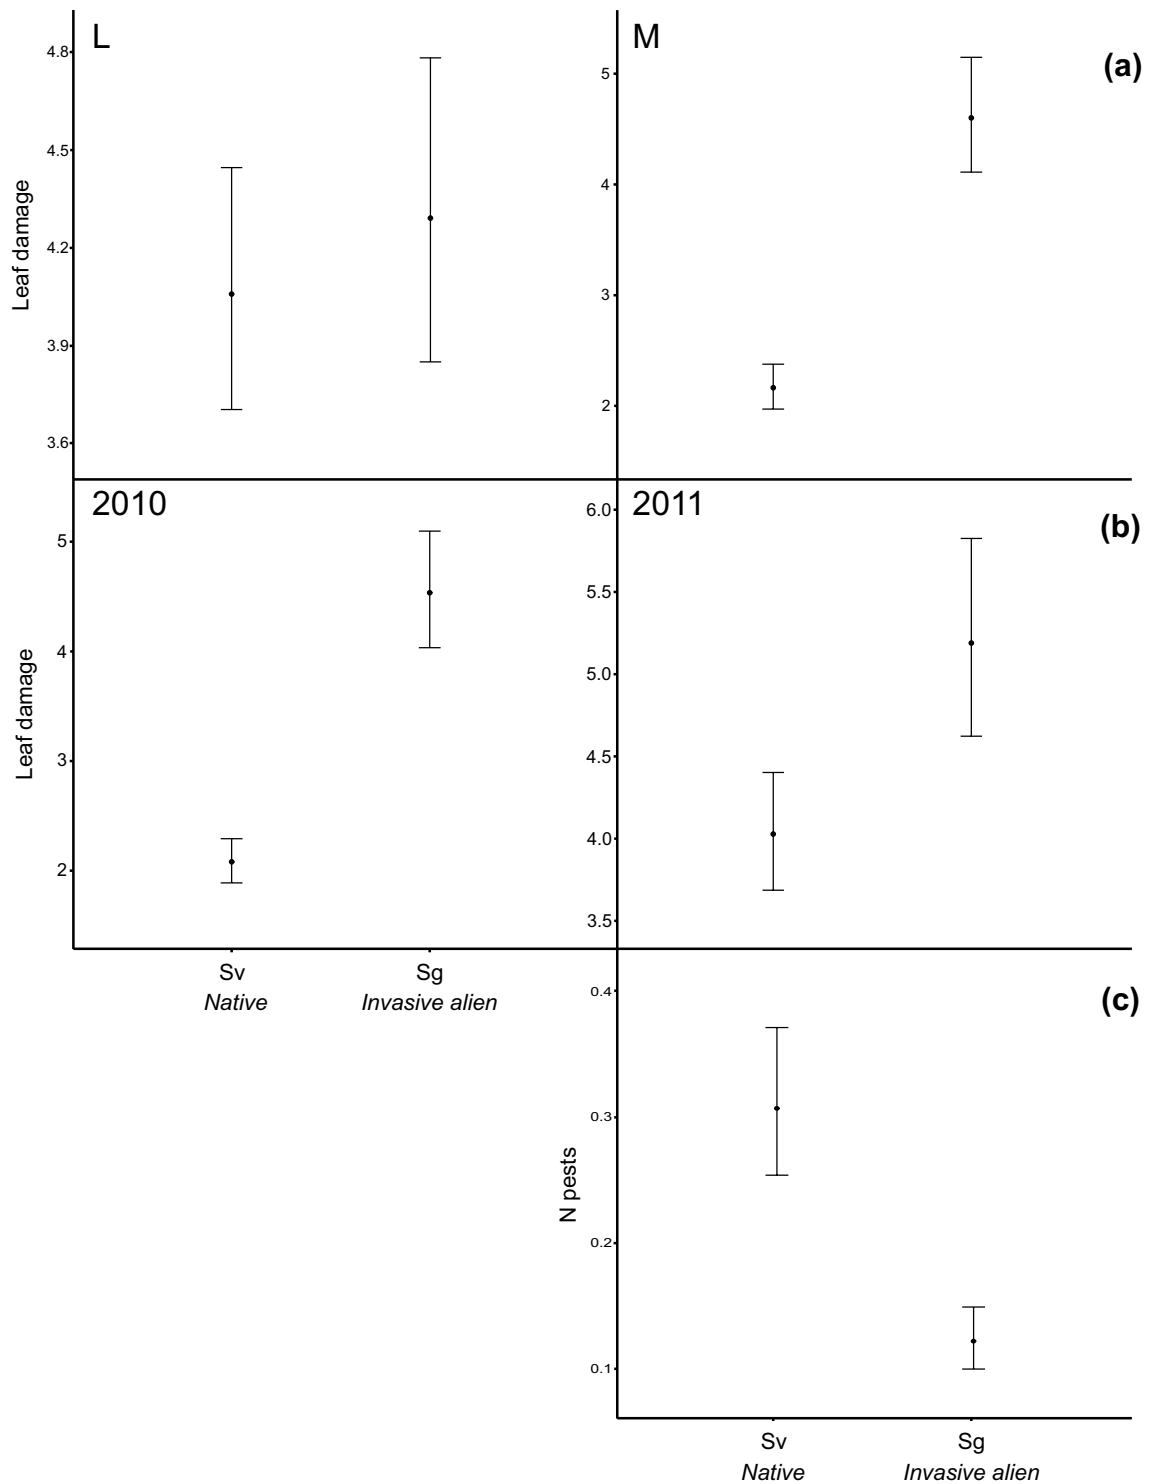 L
M
(a)
4.8
4.5
4.2
3.9
3.6
Leaf damage
5
4
3
2
2010
2011
(b)
5
4
3
2
Leaf damage
6.0
5.5
5.0
4.5
4.0
3.5
Sv
Sg
Native
Invasive alien
(c)
0.4
0.3
0.2
0.1
N pests
Sv
Sg
Native
Invasive alien